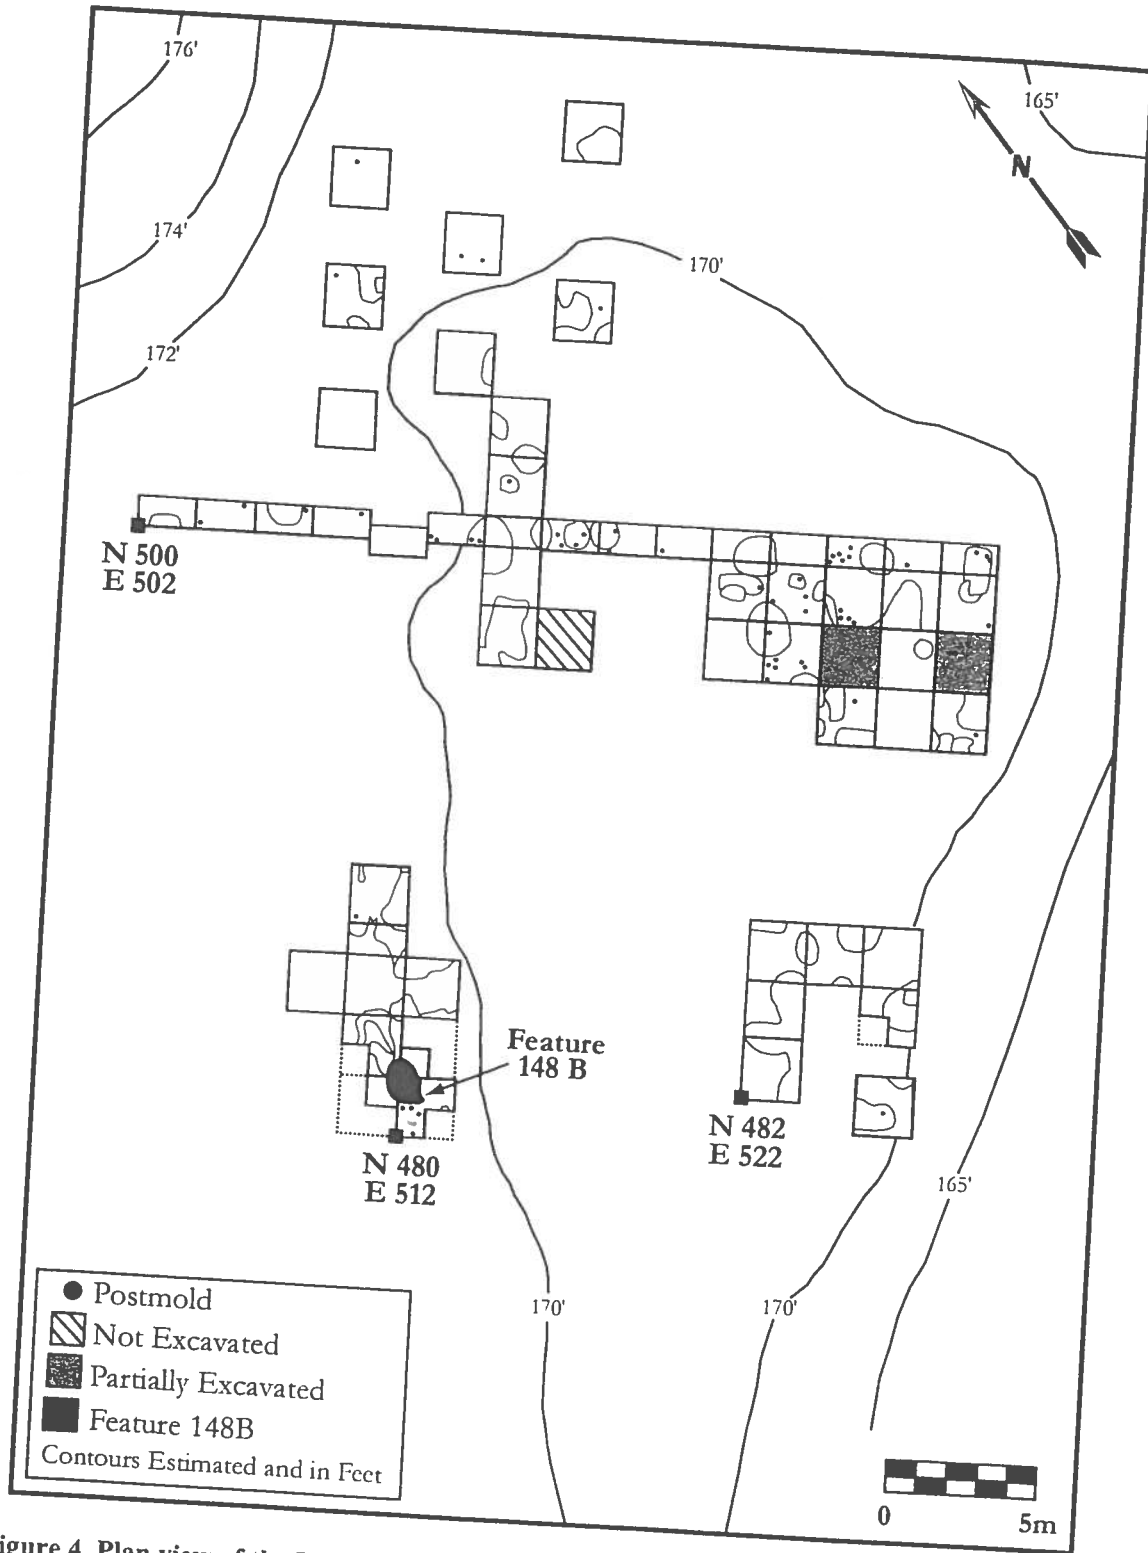 176'
165'
N
174'
170'
172'
N 500
E 502
Feature
148 B
N 482
E 522
N 480
E 512
165'
170'
170'
Postmold
Not Excavated
Partially Excavated
Feature 148B
Contours Estimated and in Feet
0 5m